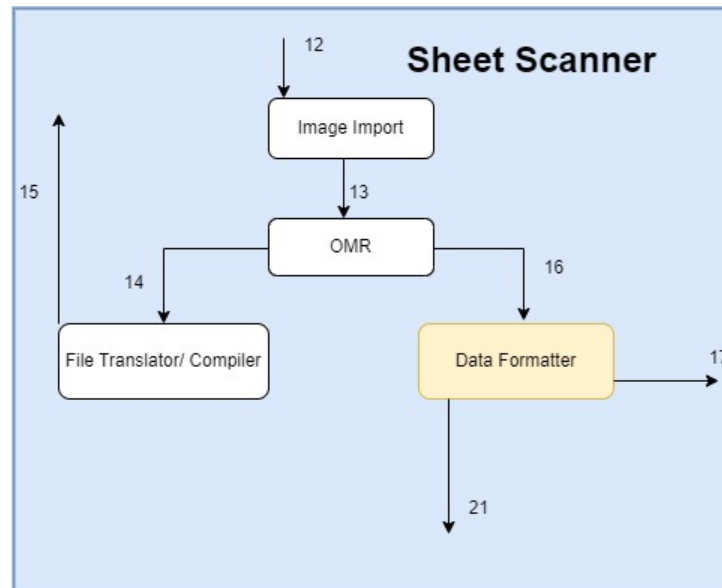 12
Sheet Scanner
Image Import
15
13
OMR
14
16
File Translator/ Compiler
Data Formatter
17
21